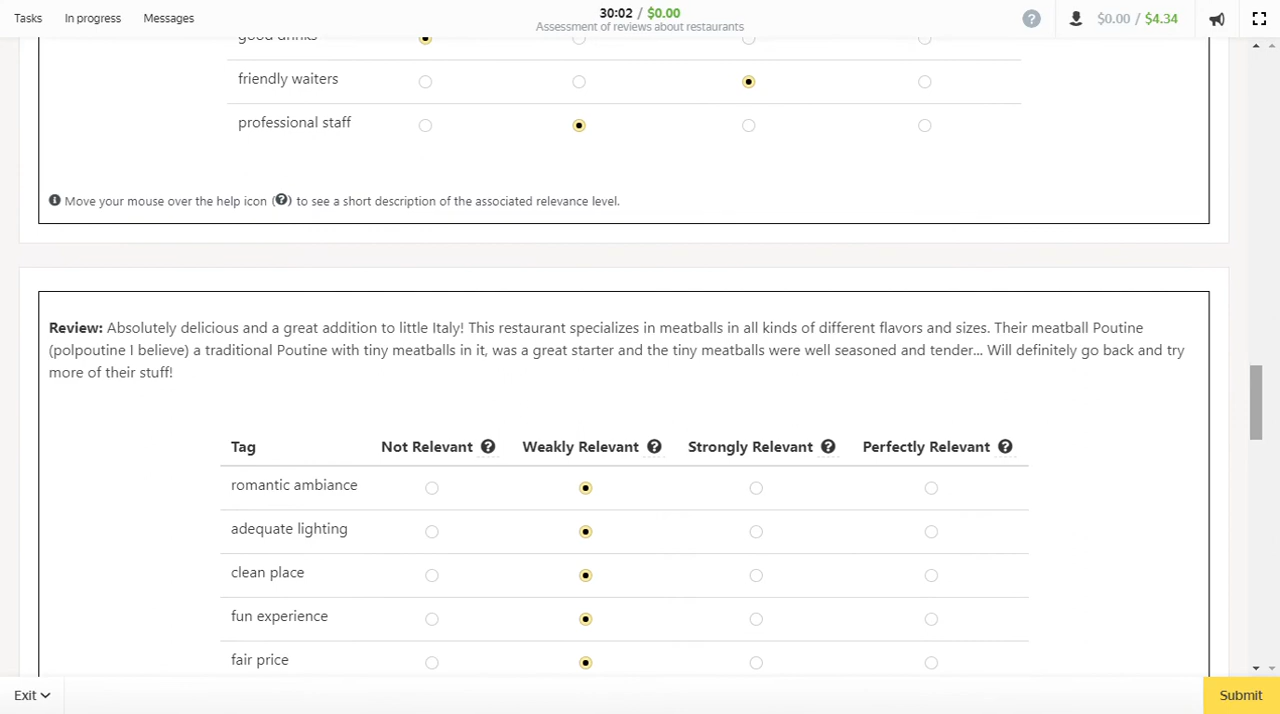 Tasks In progress Messages 30:02 / $0.00 $0.00 / $4.34
Assessment of reviews about restaurants
good drinks
friendly waiters
professional staff
Move your mouse over the help icon (?) to see a short description of the associated relevance level.
Review: Absolutely delicious and a great addition to little Italy! This restaurant specializes in meatballs in all kinds of different flavors and sizes. Their meatball Poutine
(polpoutine I believe) a traditional Poutine with tiny meatballs in it, was a great starter and the tiny meatballs were well seasoned and tender... Will definitely go back and try
more of their stuff!
Tag Not Relevant ? Weakly Relevant ? Strongly Relevant ? Perfectly Relevant ?
romantic ambiance
adequate lighting
clean place
fun experience
fair price
Exit Submit